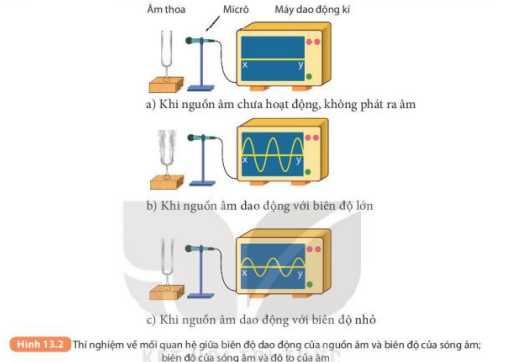 Âm thoa Micrô Máy dao động kí
x y
a) Khi nguồn âm chưa hoạt động, không phát ra âm
x y
b) Khi nguồn âm dao động với biên độ lớn
x y
c) Khi nguồn âm dao động với biên độ nhỏ
Hình 13.2 Thí nghiệm về mối quan hệ giữa biên độ dao động của nguồn âm và biên độ của sóng âm;
biên độ của sóng âm và độ to của âm